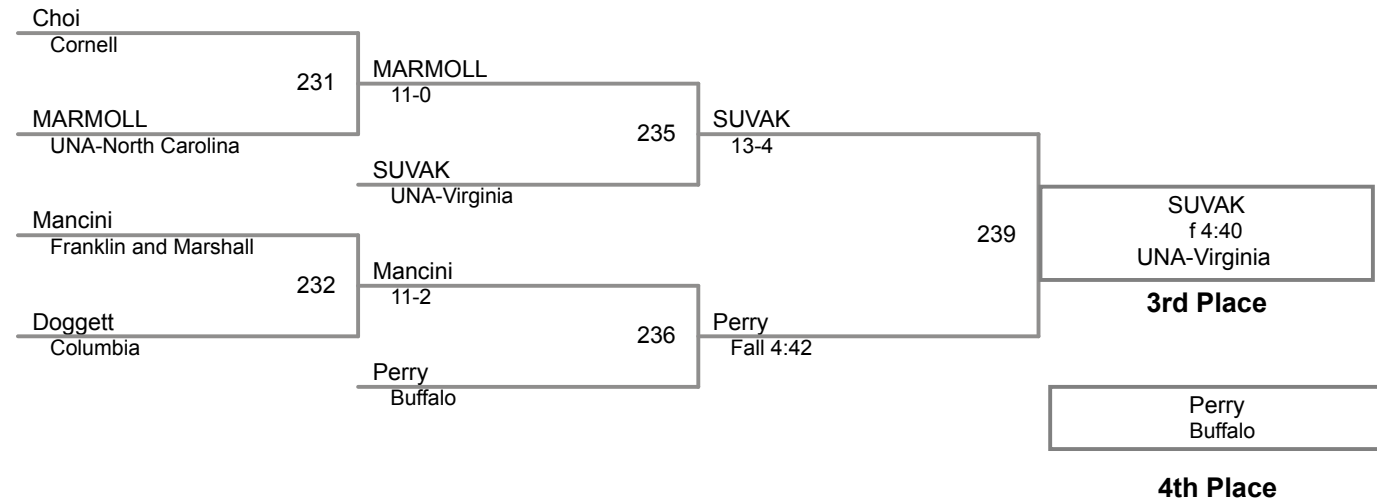 Choi
Cornell
231
MARMOLL
11-0
MARMOLL
UNA-North Carolina
235
SUVAK
13-4
SUVAK
UNA-Virginia
Mancini
Franklin and Marshall
239
SUVAK
f 4:40
UNA-Virginia
3rd Place
232
Mancini
11-2
Doggett
Columbia
236
Perry
Fall 4:42
Perry
Buffalo
Perry
Buffalo
4th Place